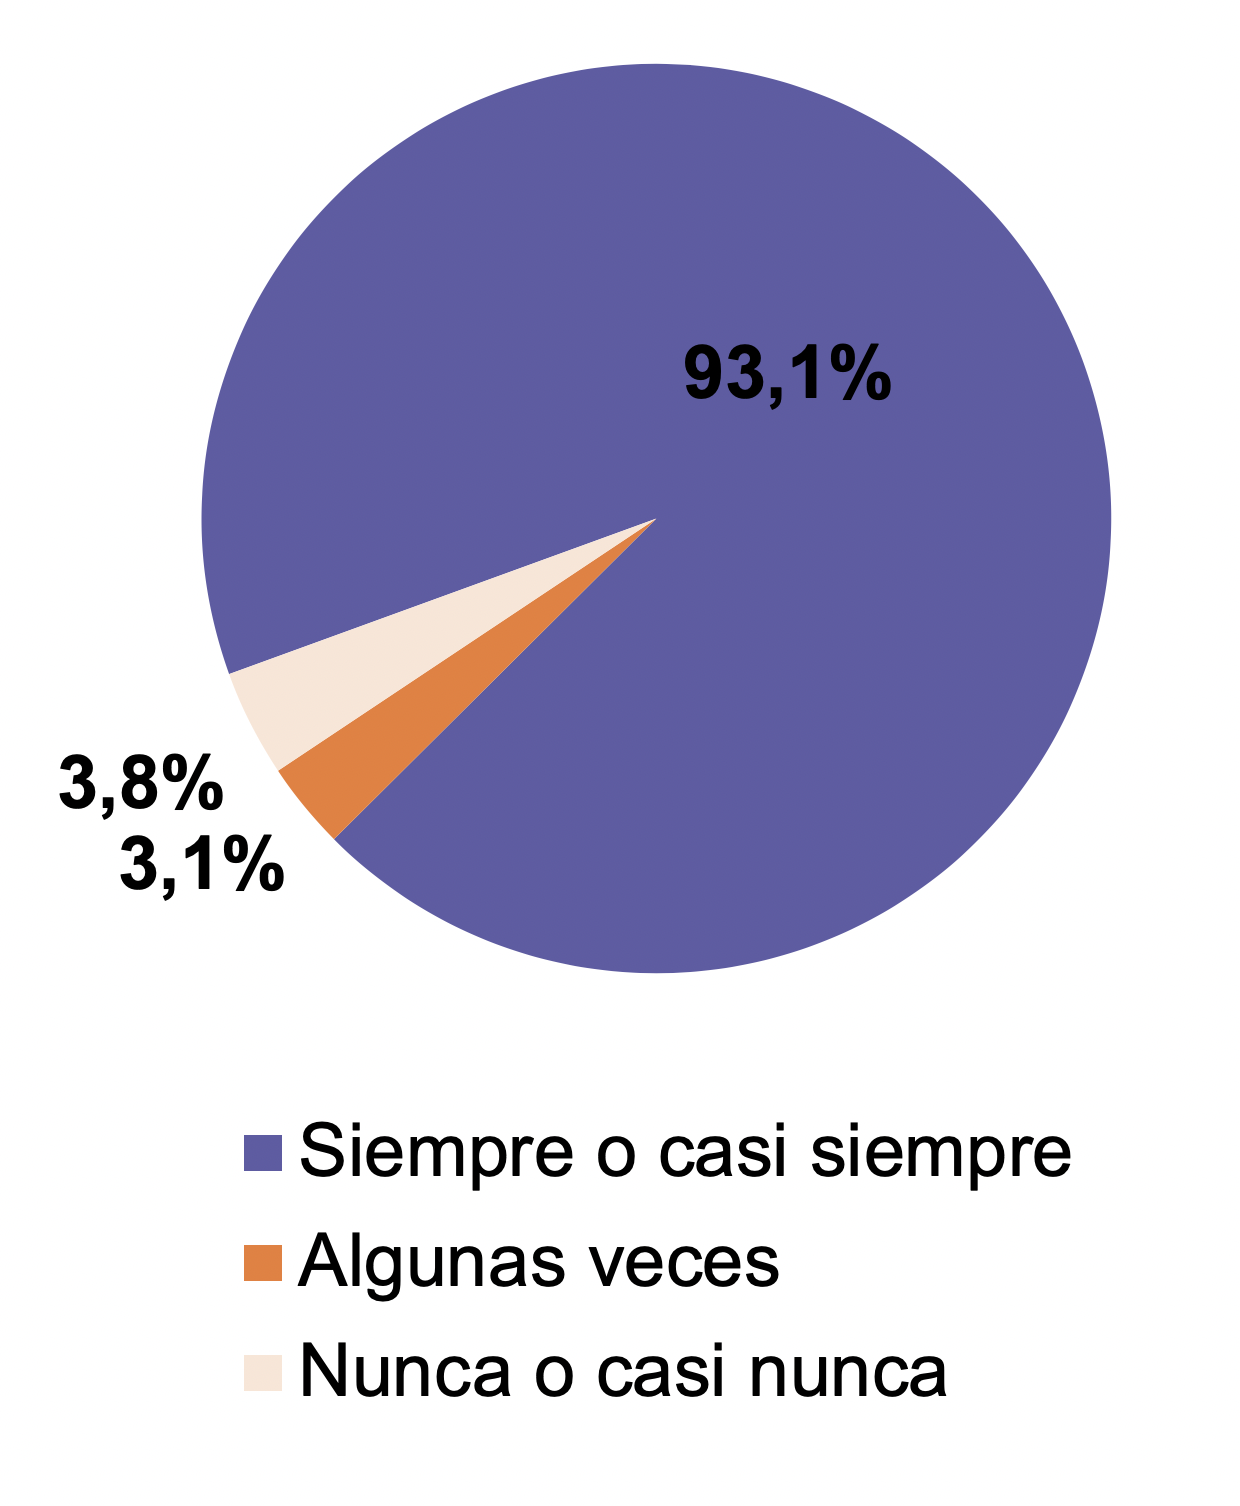 93,1%
3,8%
3,1%
Siempre o casi siempre
Algunas veces
Nunca o casi nunca